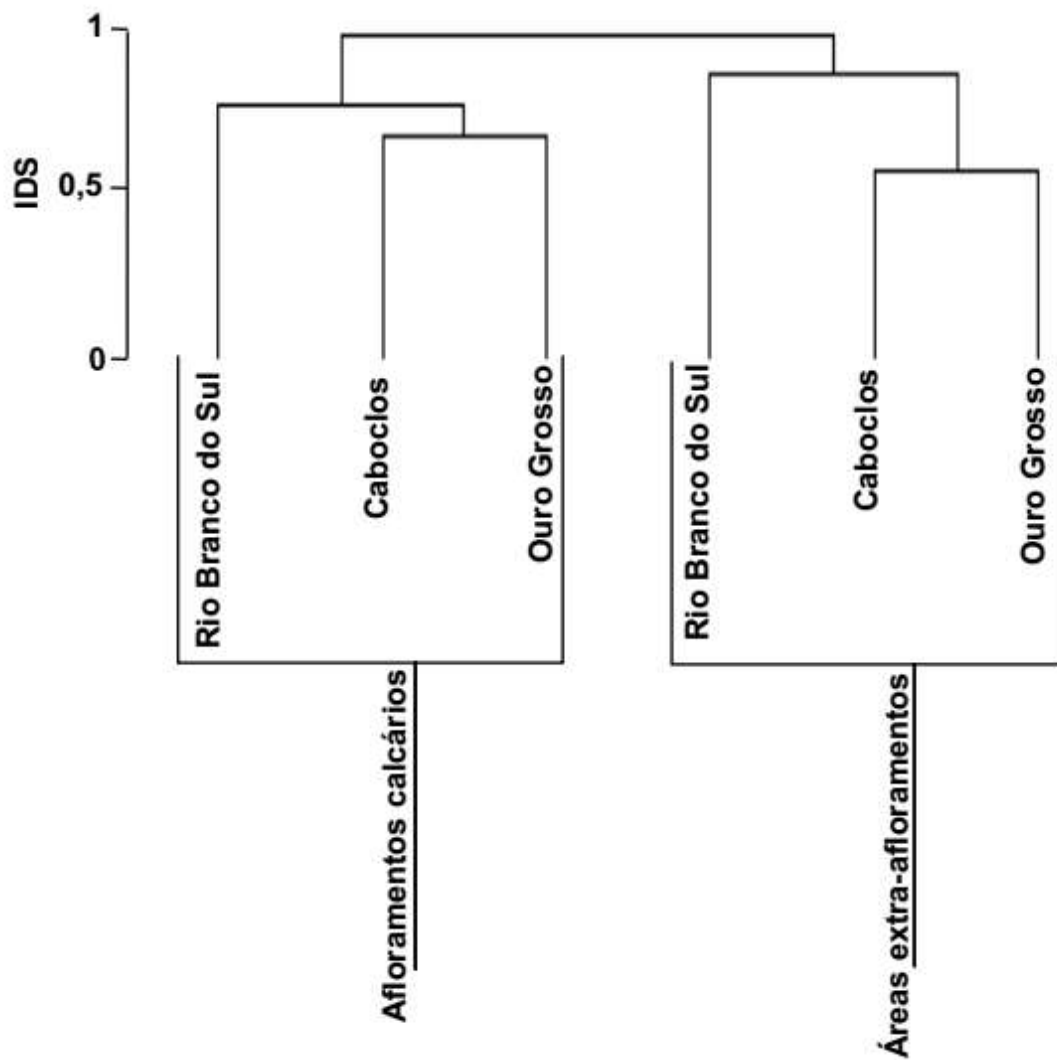 1
0,5
0
IDS
Rio Branco do Sul
Caboclos
Ouro Grosso
Rio Branco do Sul
Caboclos
Ouro Grosso
Afloramentos calcários
Áreas extra-afloramentos